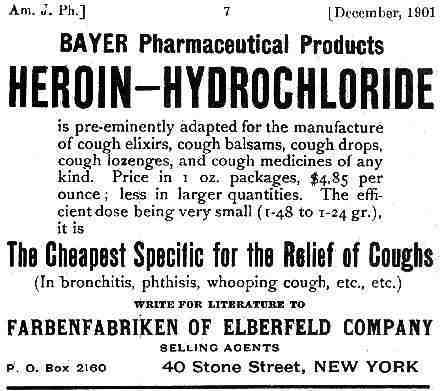 Am. J. Ph.] 7 [December, 1901
BAYER Pharmaceutical Products
HEROIN–HYDROCHLORIDE
is pre-eminently adapted for the manufacture
of cough elixirs, cough balsams, cough drops,
cough lozenges, and cough medicines of any
kind. Price in 1 oz. packages, $4.85 per
ounce; less in larger quantities. The effi-
cient dose being very small (1-48 to 1-24 gr.),
it is
The Cheapest Specific for the Relief of Coughs
(In bronchitis, phthisis, whooping cough, etc., etc.)
WRITE FOR LITERATURE TO
FARBENFABRIKEN OF ELBERFELD COMPANY
SELLING AGENTS
P. O. Box 2160 40 Stone Street, NEW YORK